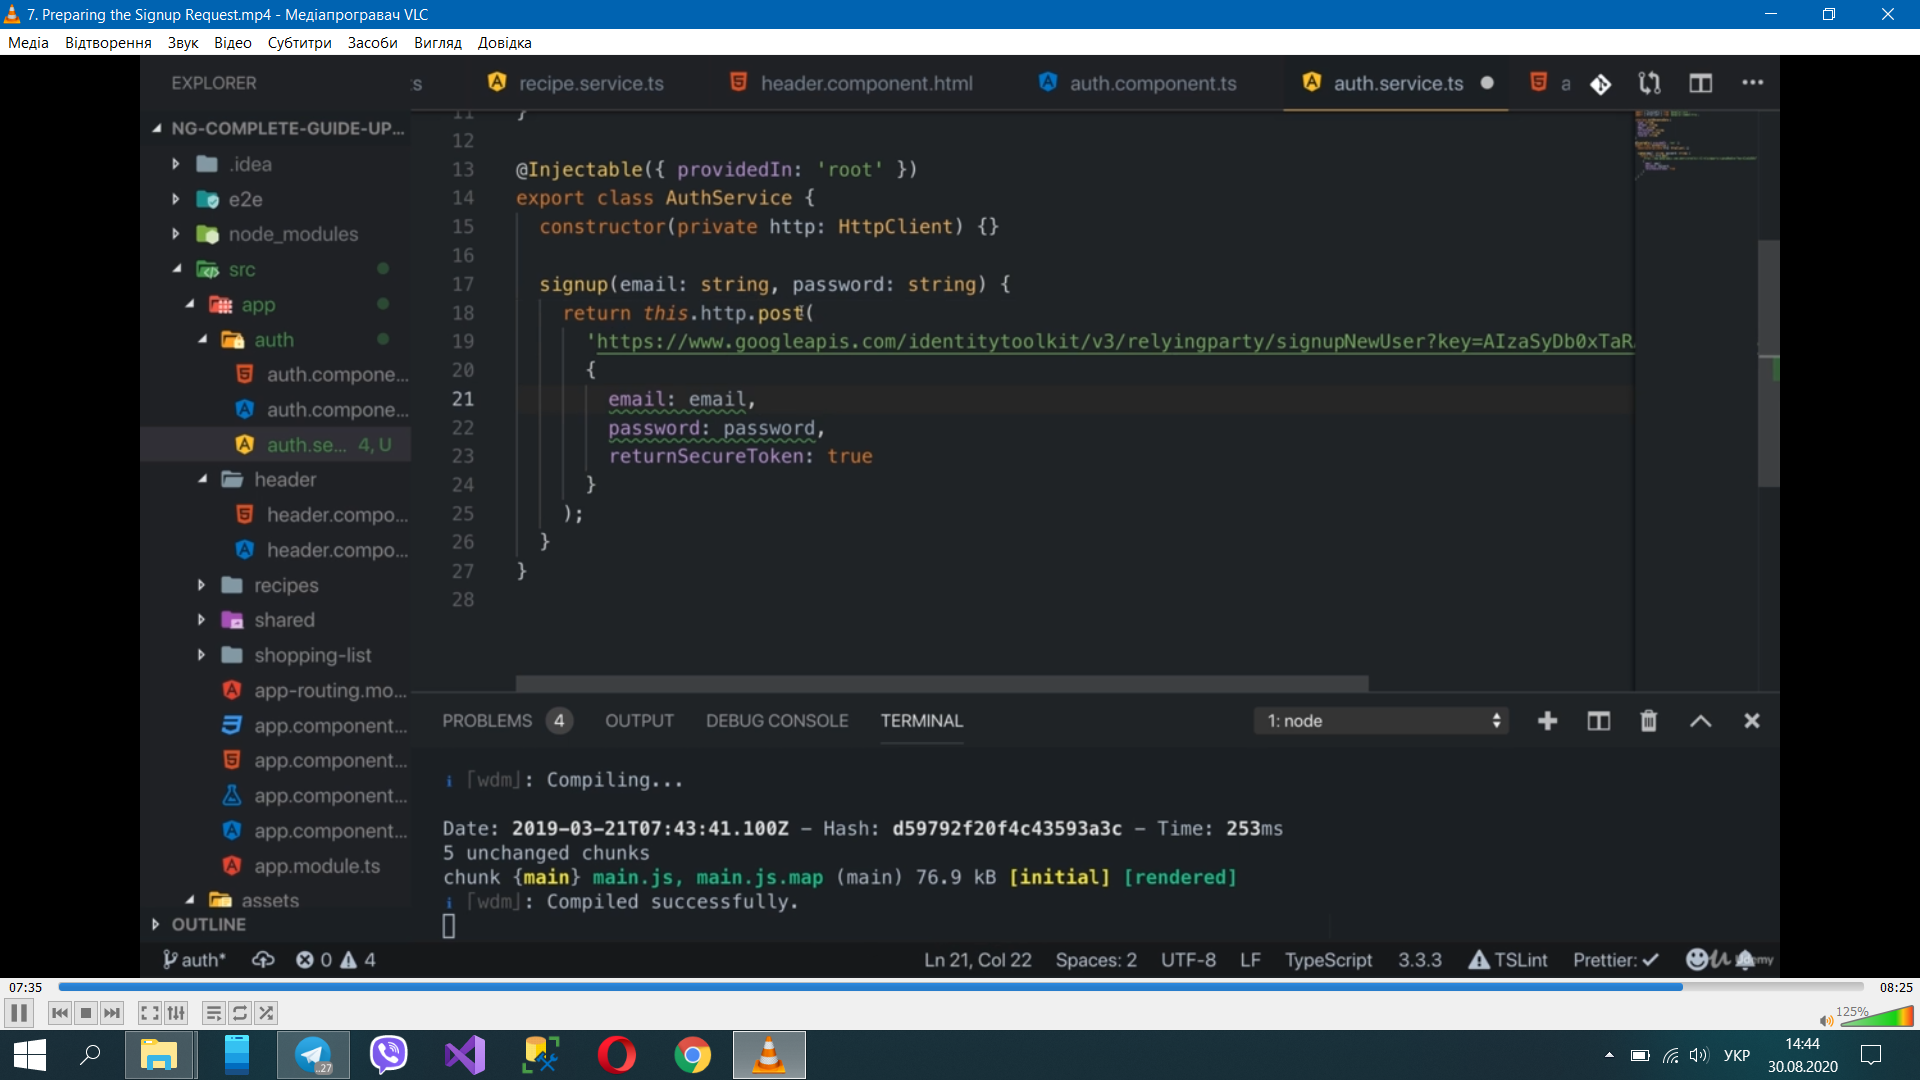 7. Preparing the Signup Request.mp4 - Медіапрогравач VLC
Медіа Відтворення Звук Відео Субтитри Засоби Вигляд Довідка
EXPLORER
ts recipe.service.ts header.component.html auth.component.ts auth.service.ts a
NG-COMPLETE-GUIDE-UP...
.idea
e2e
node_modules
src
app
auth
auth.compone...
auth.compone...
auth.se... 4, U
header
header.compo...
header.compo...
recipes
shared
shopping-list
app-routing.mo...
app.component...
app.component...
app.component...
app.component...
app.module.ts
assets
OUTLINE
11 }
12
13 @Injectable({ providedIn: 'root' })
14 export class AuthService {
15 constructor(private http: HttpClient) {}
16
17 signup(email: string, password: string) {
18 return this.http.post(
19 'https://www.googleapis.com/identitytoolkit/v3/relyingparty/signupNewUser?key=AIzaSyDb0xTaR
20 {
21 email: email,
22 password: password,
23 returnSecureToken: true
24 }
25 );
26 }
27 }
28
PROBLEMS 4 OUTPUT DEBUG CONSOLE TERMINAL 1: node
i ｢wdm｣: Compiling...
Date: 2019-03-21T07:43:41.100Z - Hash: d59792f20f4c43593a3c - Time: 253ms
5 unchanged chunks
chunk {main} main.js, main.js.map (main) 76.9 kB [initial] [rendered]
i ｢wdm｣: Compiled successfully.
auth* 0 4 Ln 21, Col 22 Spaces: 2 UTF-8 LF TypeScript 3.3.3 TSLint Prettier: ✓ Udemy
07:35 08:25
125%
27
УКР
14:44
30.08.2020